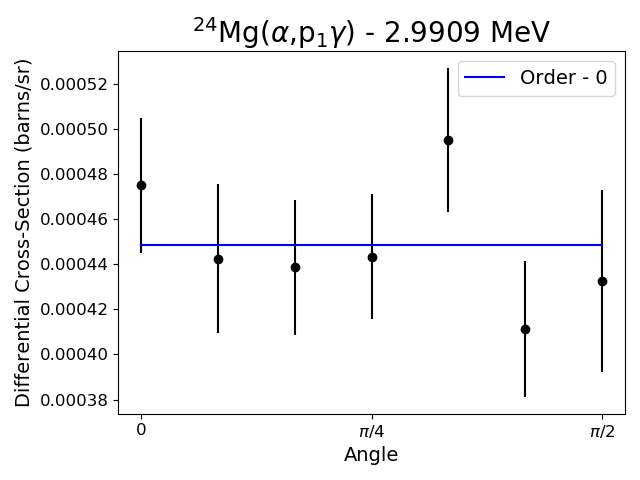 ²⁴Mg(α,p₁γ) - 2.9909 MeV
Order - 0
Differential Cross-Section (barns/sr)
0.00052
0.00050
0.00048
0.00046
0.00044
0.00042
0.00040
0.00038
0
π/4
π/2
Angle